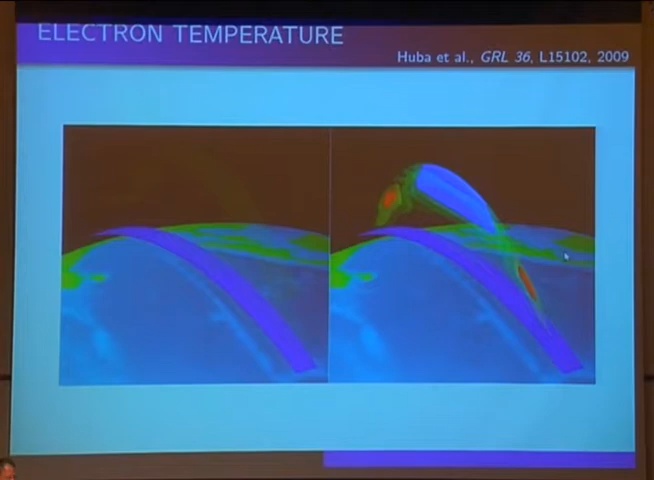 ELECTRON TEMPERATURE
Huba et al., GRL 36, L15102, 2009